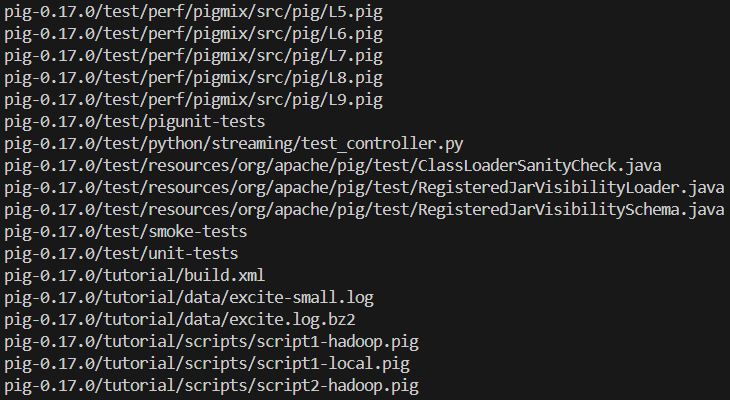 pig-0.17.0/test/perf/pigmix/src/pig/L5.pig
pig-0.17.0/test/perf/pigmix/src/pig/L6.pig
pig-0.17.0/test/perf/pigmix/src/pig/L7.pig
pig-0.17.0/test/perf/pigmix/src/pig/L8.pig
pig-0.17.0/test/perf/pigmix/src/pig/L9.pig
pig-0.17.0/test/pigunit-tests
pig-0.17.0/test/python/streaming/test_controller.py
pig-0.17.0/test/resources/org/apache/pig/test/ClassLoaderSanityCheck.java
pig-0.17.0/test/resources/org/apache/pig/test/RegisteredJarVisibilityLoader.java
pig-0.17.0/test/resources/org/apache/pig/test/RegisteredJarVisibilitySchema.java
pig-0.17.0/test/smoke-tests
pig-0.17.0/test/unit-tests
pig-0.17.0/tutorial/build.xml
pig-0.17.0/tutorial/data/excite-small.log
pig-0.17.0/tutorial/data/excite.log.bz2
pig-0.17.0/tutorial/scripts/script1-hadoop.pig
pig-0.17.0/tutorial/scripts/script1-local.pig
pig-0.17.0/tutorial/scripts/script2-hadoop.pig